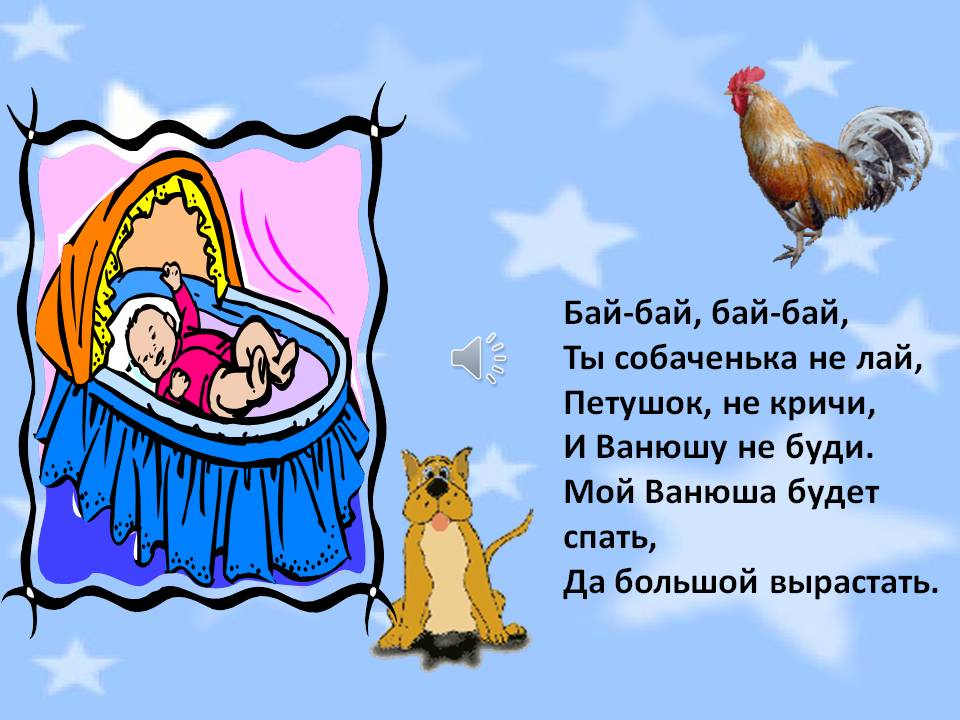 Бай-бай, бай-бай,
Ты собаченька не лай,
Петушок, не кричи,
И Ванюшу не буди.
Мой Ванюша будет
спать,
Да большой вырастать.